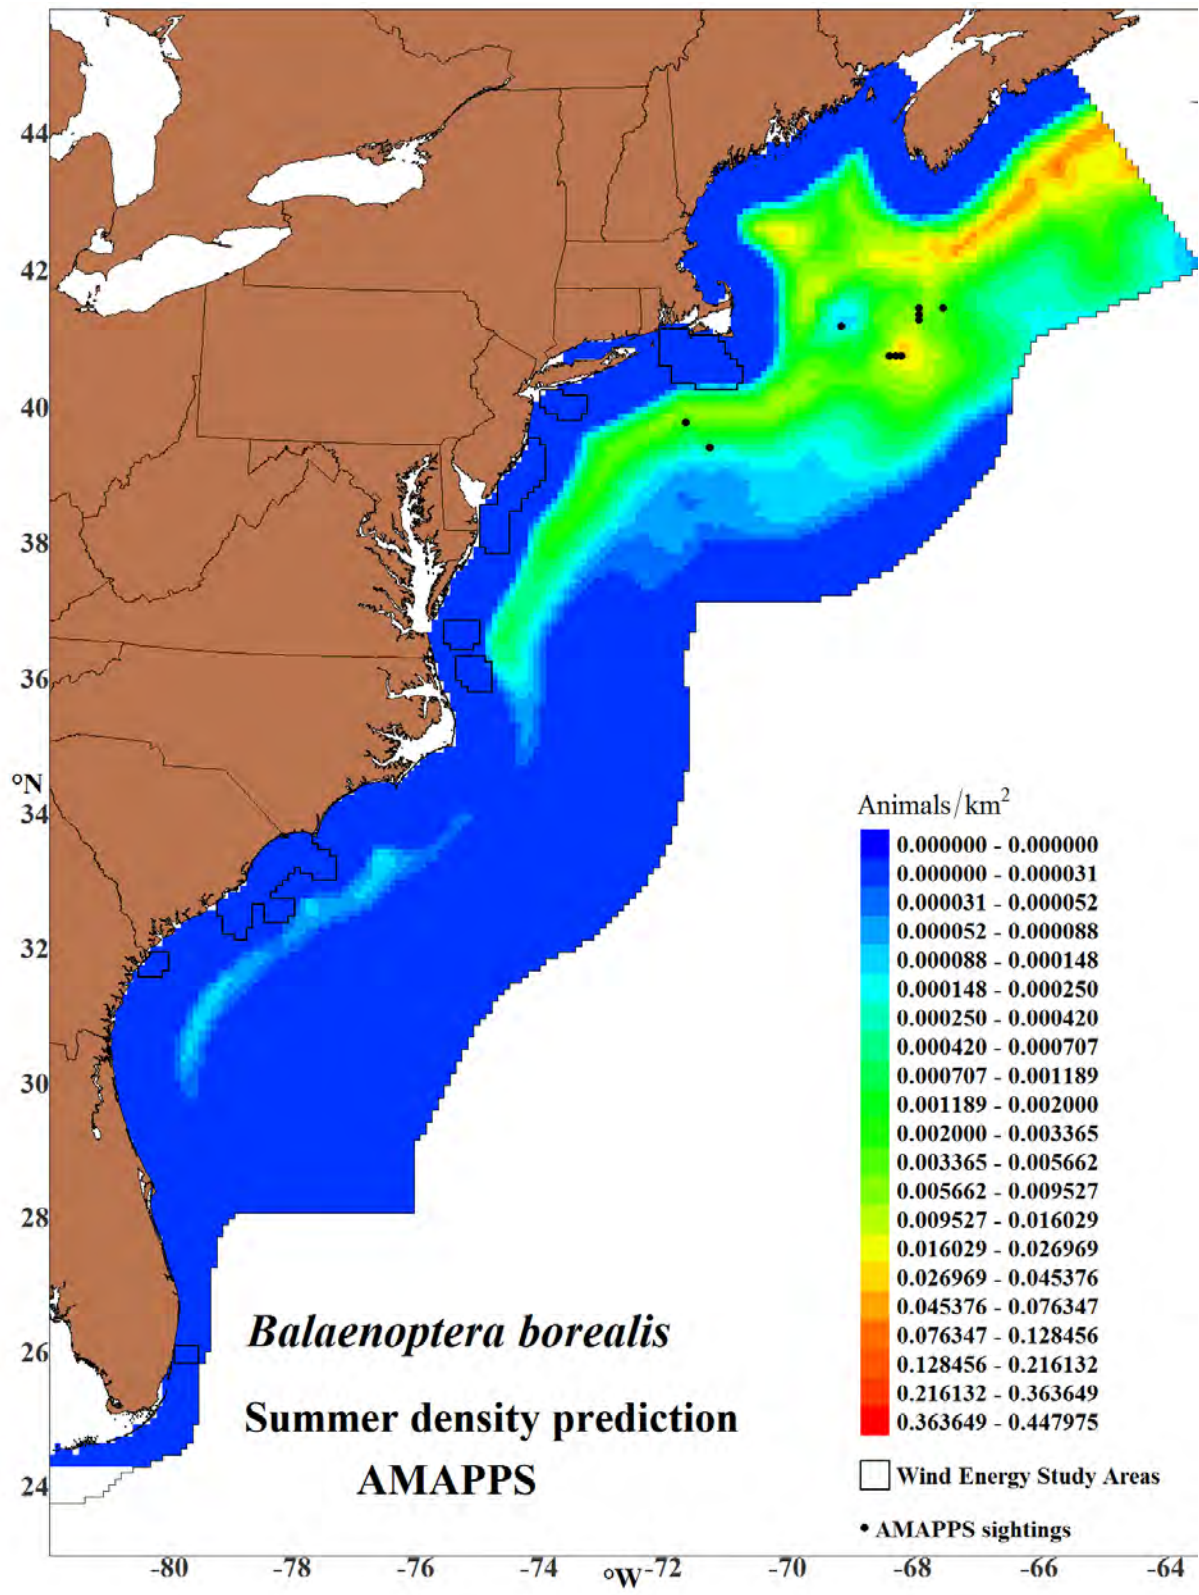 44
42
40
38
36
°N
34
32
30
28
26
24
Animals/km²
0.000000 - 0.000000
0.000000 - 0.000031
0.000031 - 0.000052
0.000052 - 0.000088
0.000088 - 0.000148
0.000148 - 0.000250
0.000250 - 0.000420
0.000420 - 0.000707
0.000707 - 0.001189
0.001189 - 0.002000
0.002000 - 0.003365
0.003365 - 0.005662
0.005662 - 0.009527
0.009527 - 0.016029
0.016029 - 0.026969
0.026969 - 0.045376
0.045376 - 0.076347
0.076347 - 0.128456
0.128456 - 0.216132
0.216132 - 0.363649
0.363649 - 0.447975
Wind Energy Study Areas
AMAPPS sightings
Balaenoptera borealis
Summer density prediction
AMAPPS
-80 -78 -76 -74 °W -72 -70 -68 -66 -64